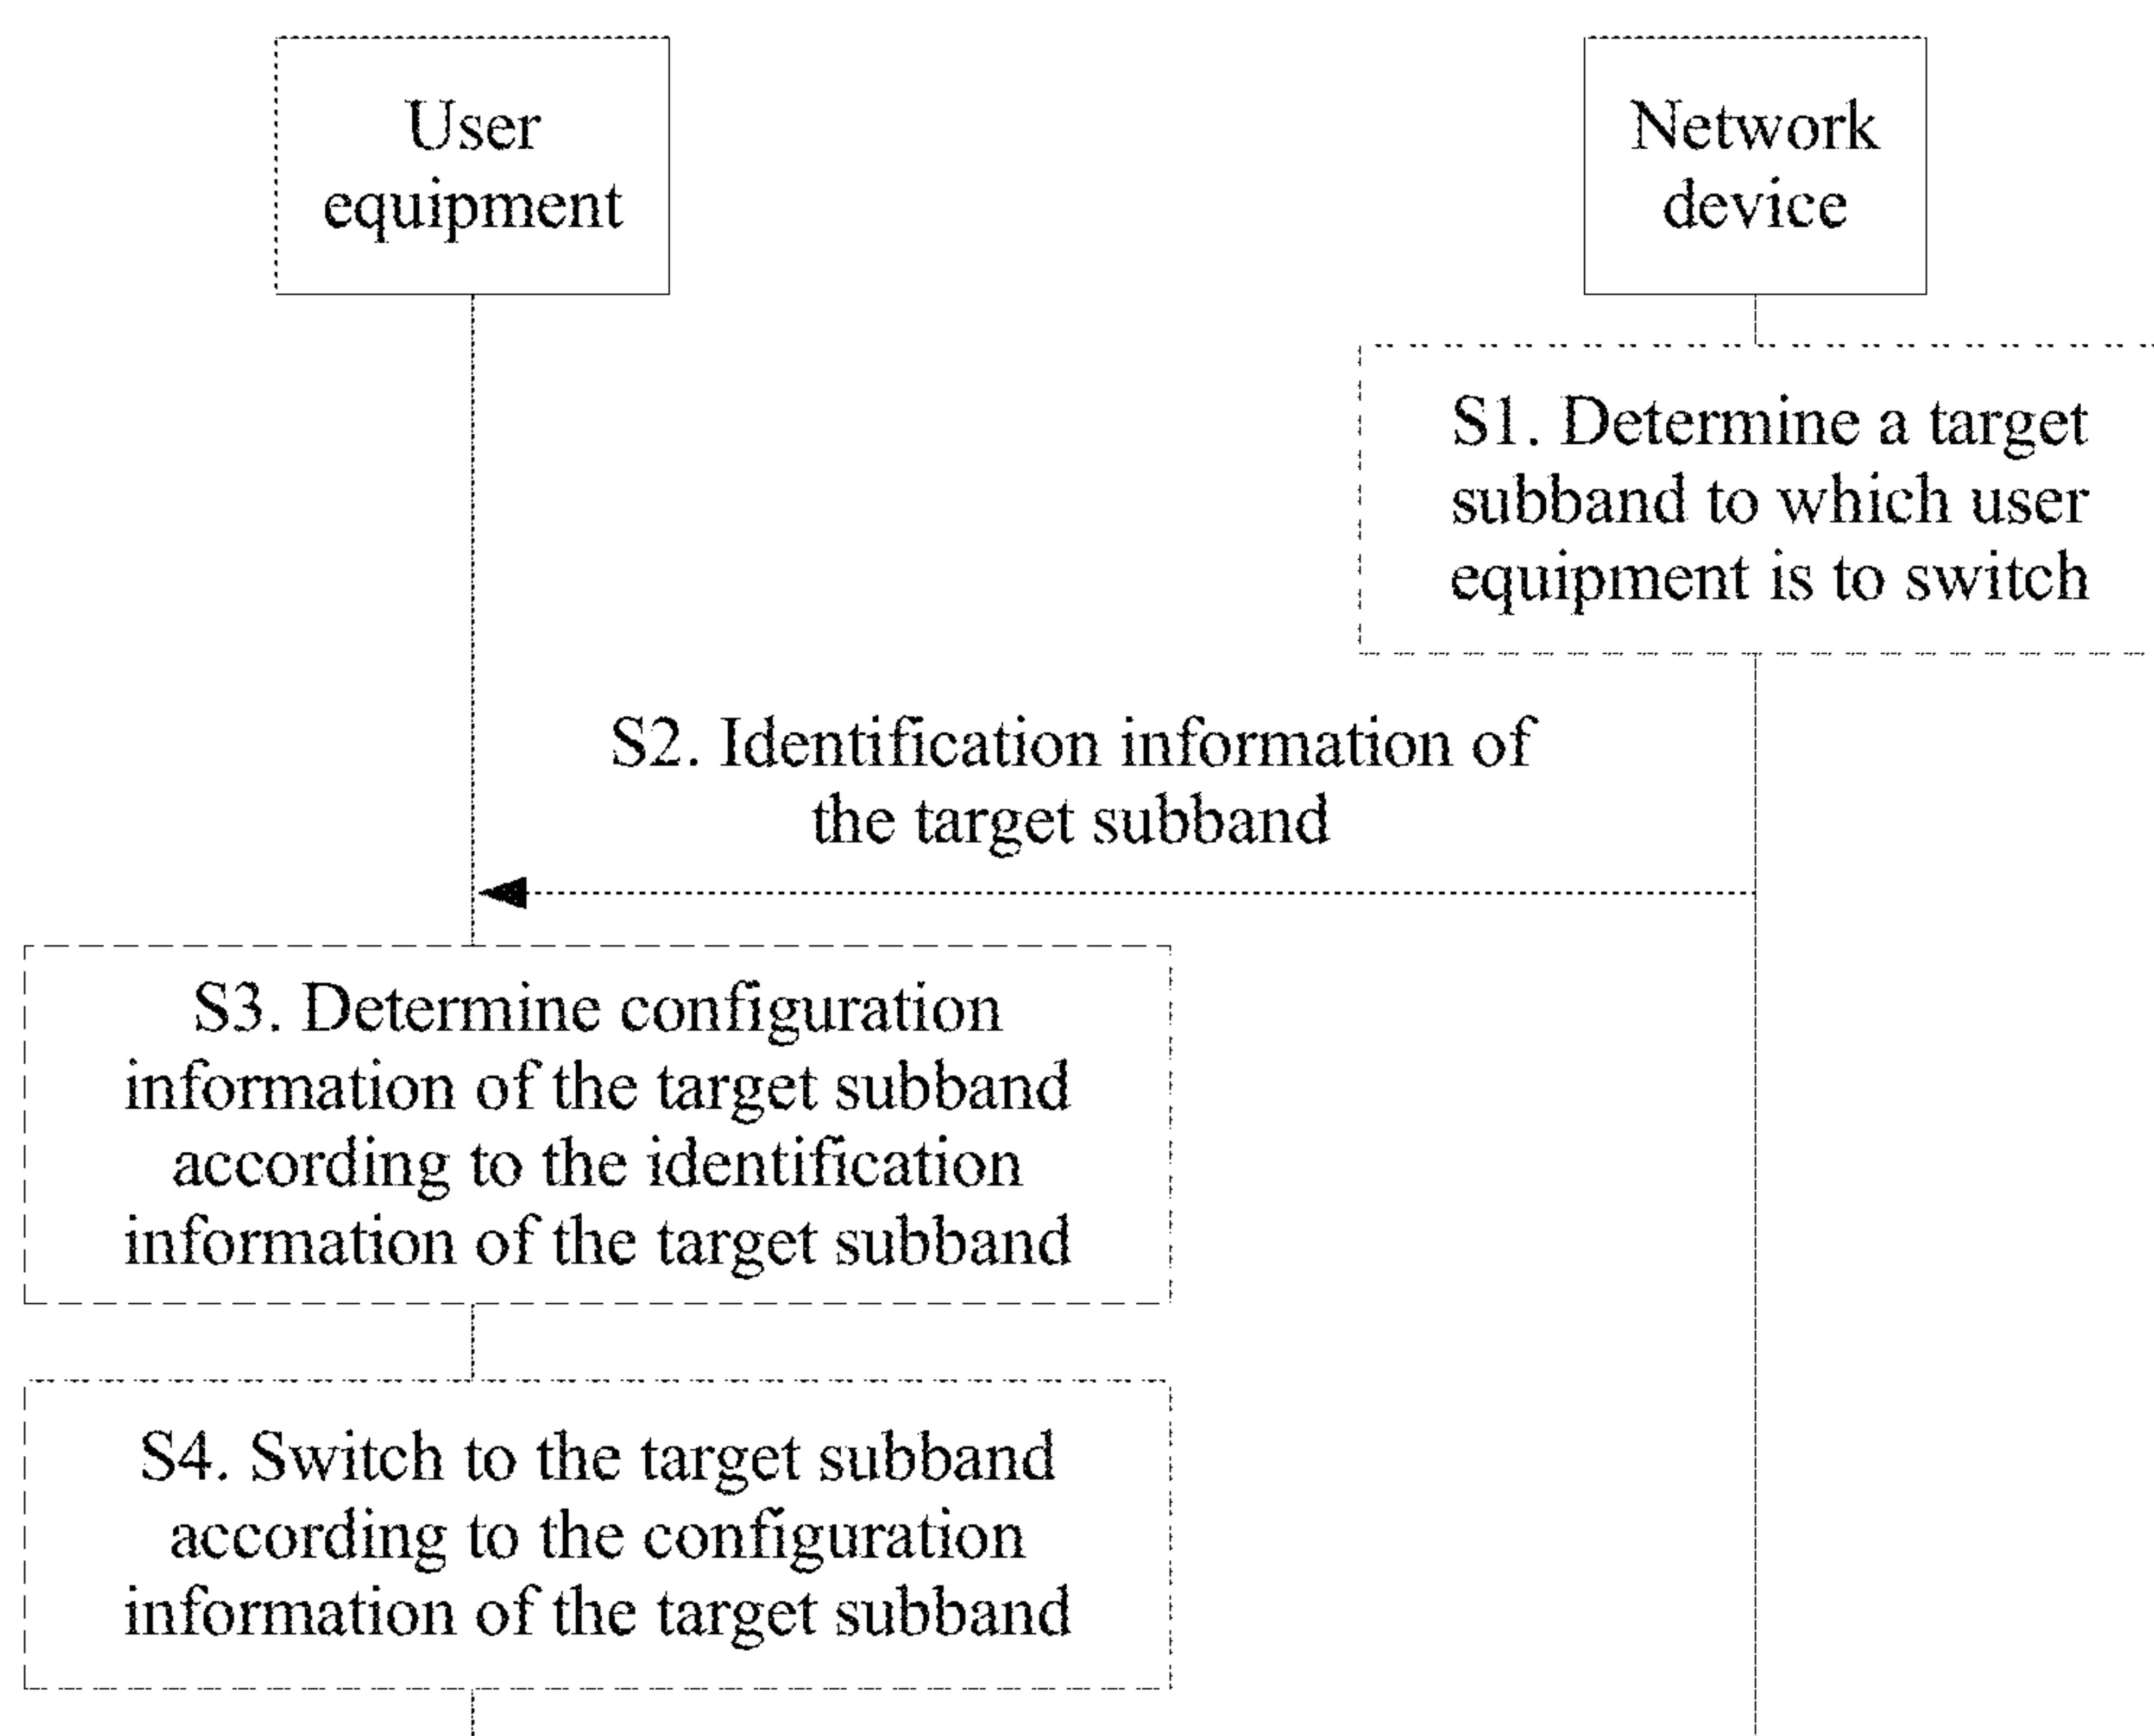 User
equipment
Network
device
S1. Determine a target
subband to which user
equipment is to switch
S2. Identification information of
the target subband
S3. Determine configuration
information of the target subband
according to the identification
information of the target subband
S4. Switch to the target subband
according to the configuration
information of the target subband